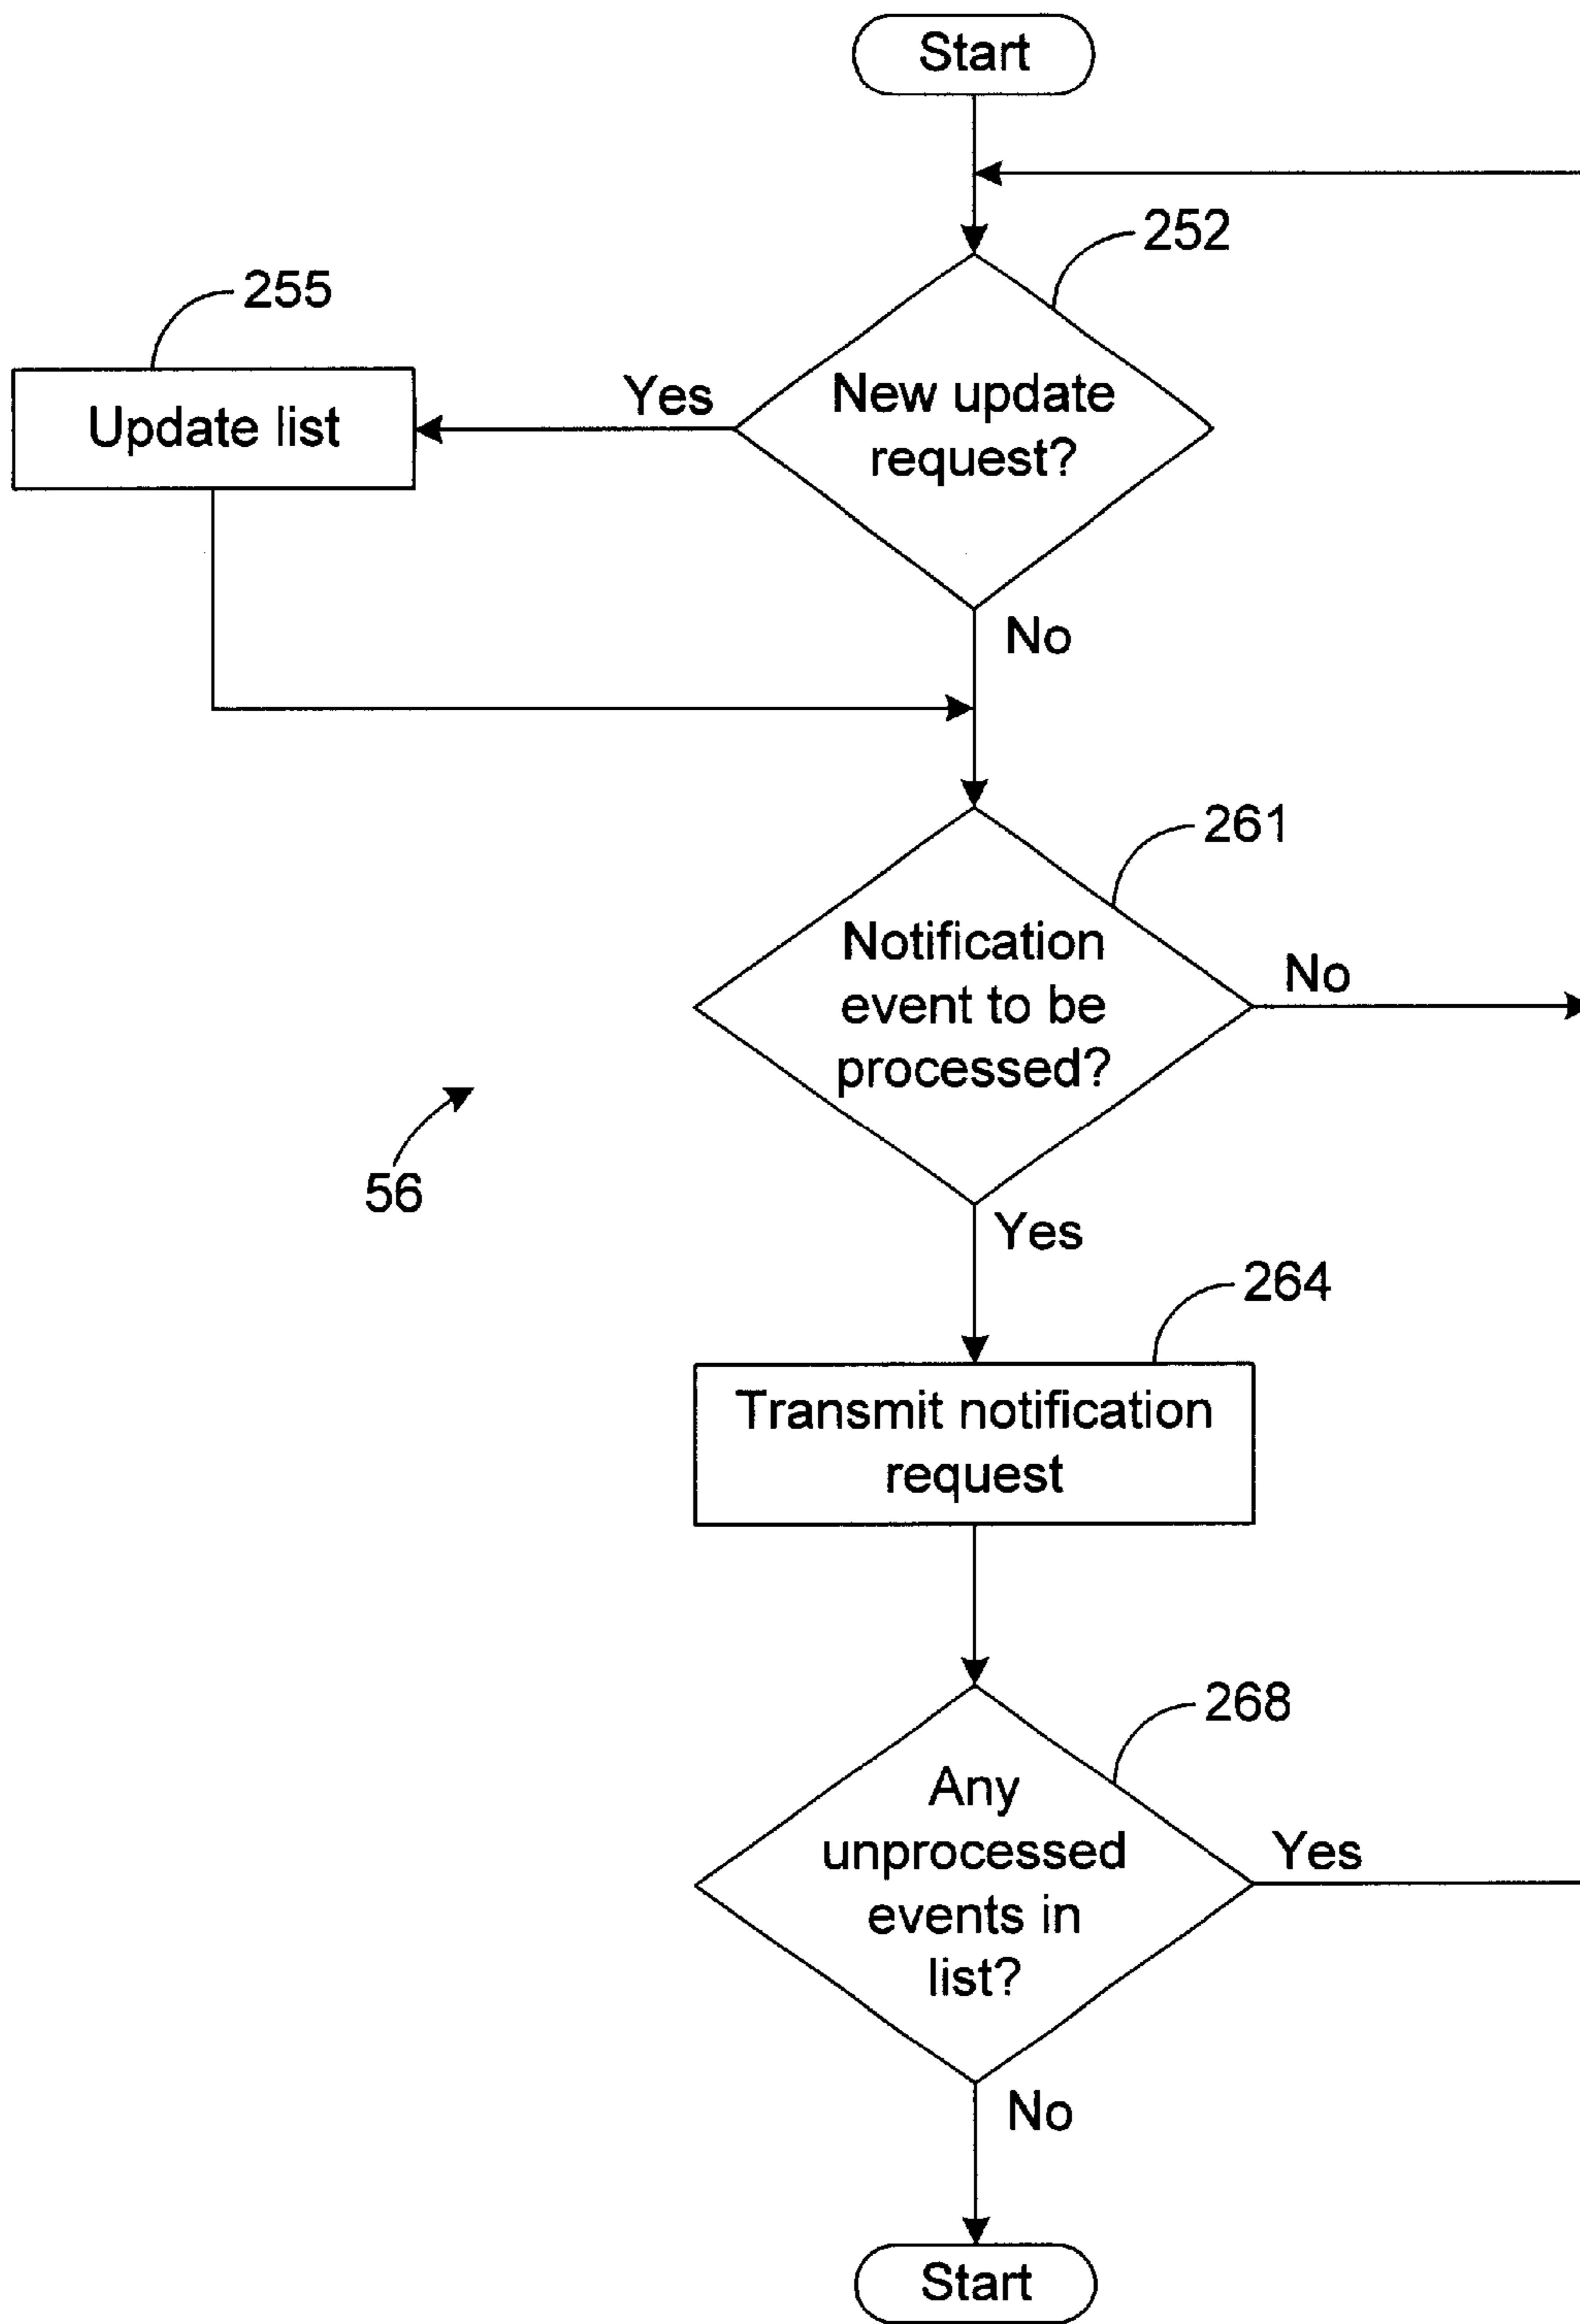 Start
252
255
Yes
New update
request?
Update list
No
261
Notification
event to be
processed?
No
56
Yes
264
Transmit notification
request
268
Any
unprocessed
events in
list?
Yes
No
Start